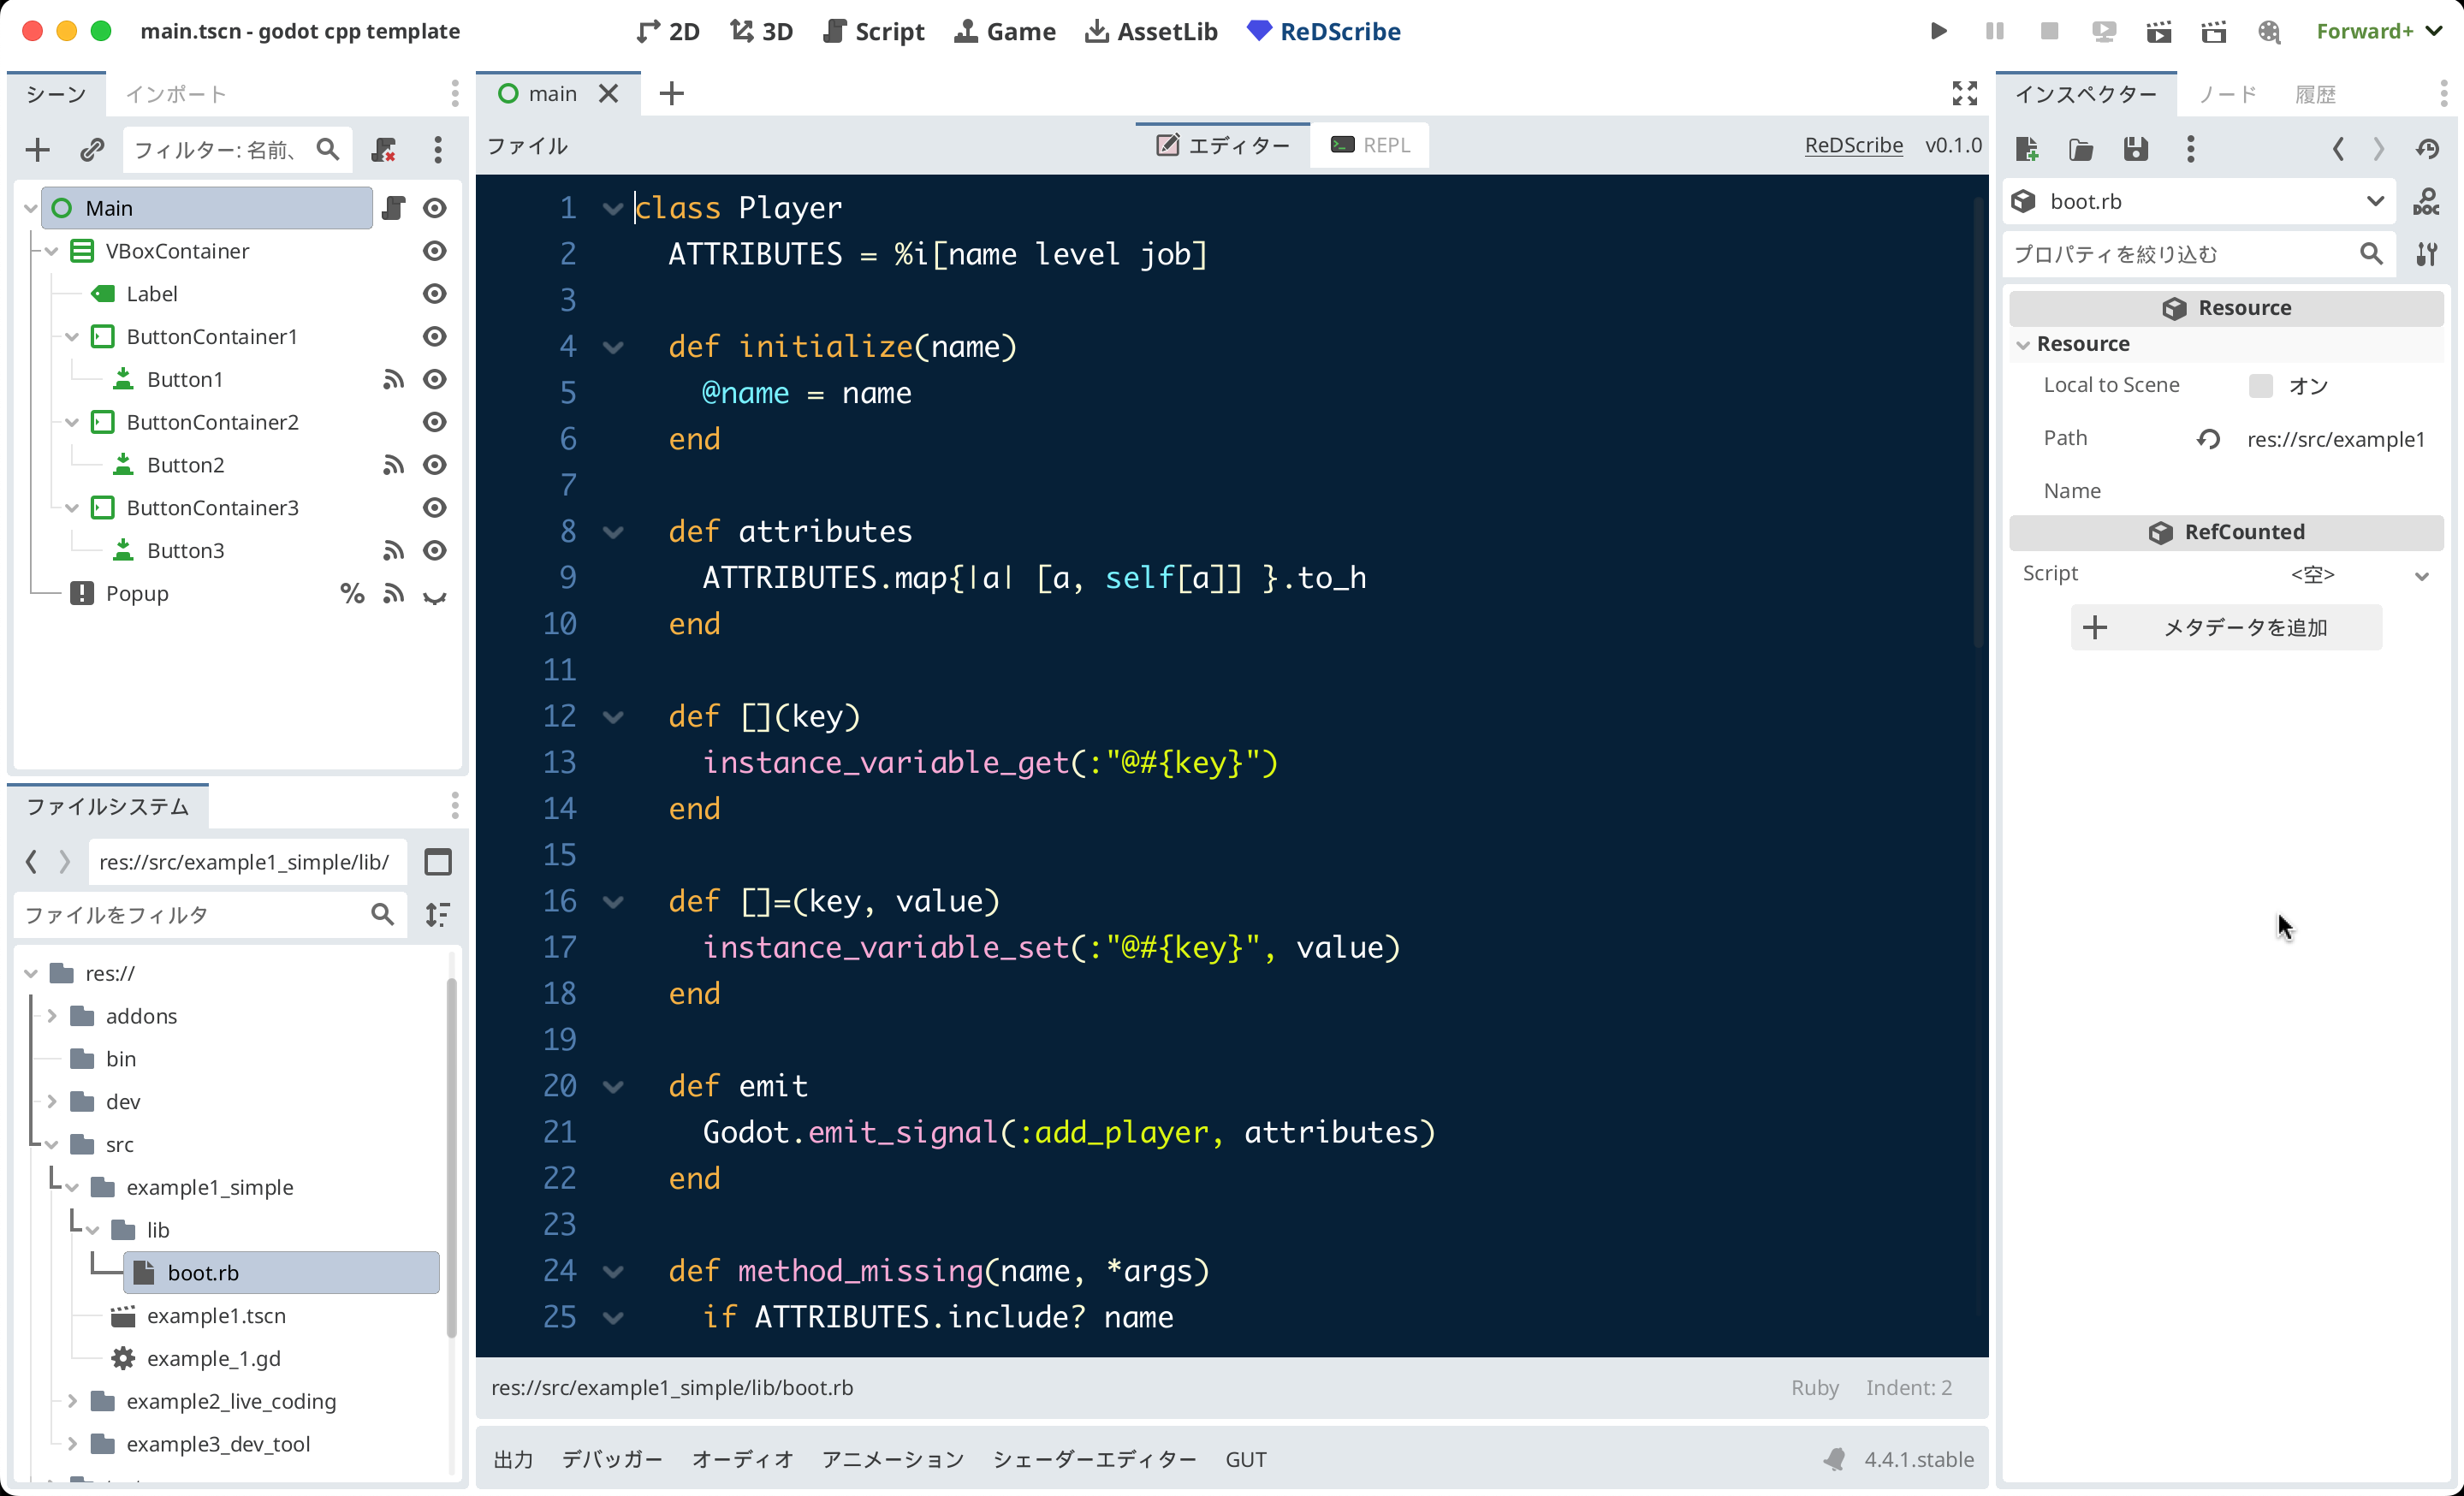 main.tscn - godot cpp template
2D 3D Script Game AssetLib ReDScribe
Forward+
シーン インポート
フィルター: 名前、
Main
VBoxContainer
Label
ButtonContainer1
Button1
ButtonContainer2
Button2
ButtonContainer3
Button3
Popup %
ファイルシステム
res://src/example1_simple/lib/
ファイルをフィルタ
res://
addons
bin
dev
src
example1_simple
lib
boot.rb
example1.tscn
example_1.gd
example2_live_coding
example3_dev_tool
main
ファイル エディター REPL ReDScribe v0.1.0
1 class Player
2 ATTRIBUTES = %i[name level job]
3
4 def initialize(name)
5 @name = name
6 end
7
8 def attributes
9 ATTRIBUTES.map{|a| [a, self[a]] }.to_h
10 end
11
12 def [](key)
13 instance_variable_get(:"@#{key}")
14 end
15
16 def []=(key, value)
17 instance_variable_set(:"@#{key}", value)
18 end
19
20 def emit
21 Godot.emit_signal(:add_player, attributes)
22 end
23
24 def method_missing(name, *args)
25 if ATTRIBUTES.include? name
res://src/example1_simple/lib/boot.rb Ruby Indent: 2
出力 デバッガー オーディオ アニメーション シェーダーエディター GUT 4.4.1.stable
インスペクター ノード 履歴
boot.rb DOC
プロパティを絞り込む
Resource
Resource
Local to Scene オン
Path res://src/example1
Name
RefCounted
Script <空>
メタデータを追加